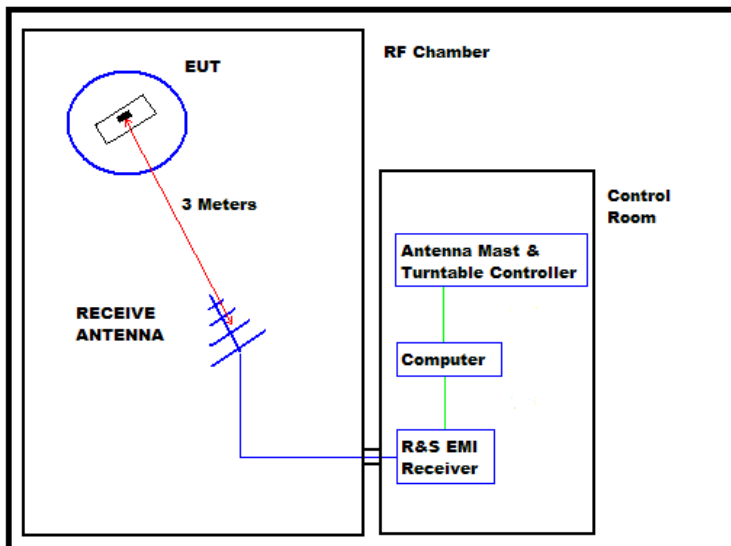 EUT
RF Chamber
3 Meters
Control
Room
Antenna Mast &
Turntable Controller
RECEIVE
ANTENNA
Computer
R&S EMI
Receiver